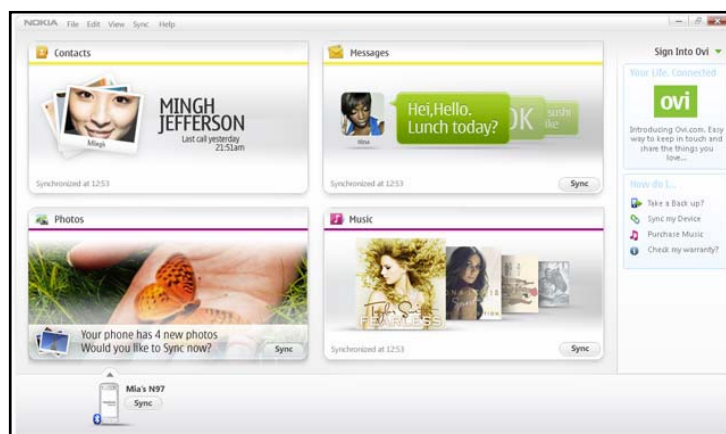 NOKIA File Edit View Sync Help
Contacts
Mingh
MINGH
JEFFERSON
Last call yesterday
21:51am
Synchronized at 12:53
Messages
Nina
Hei,Hello.
Lunch today?
OK
sushi
ike
Synchronized at 12:53
Sync
Photos
Your phone has 4 new photos
Would you like to Sync now?
Sync
Music
Taylor Swift
FEARLESS
Synchronized at 12:53
Sync
Sign Into Ovi
Your Life. Connected
ovi
Introducing Ovi.com. Easy
way to keep in touch and
share the things you
love...
How do I...
Take a Back up?
Sync my Device
Purchase Music
Check my warranty?
Mia's N97
Sync